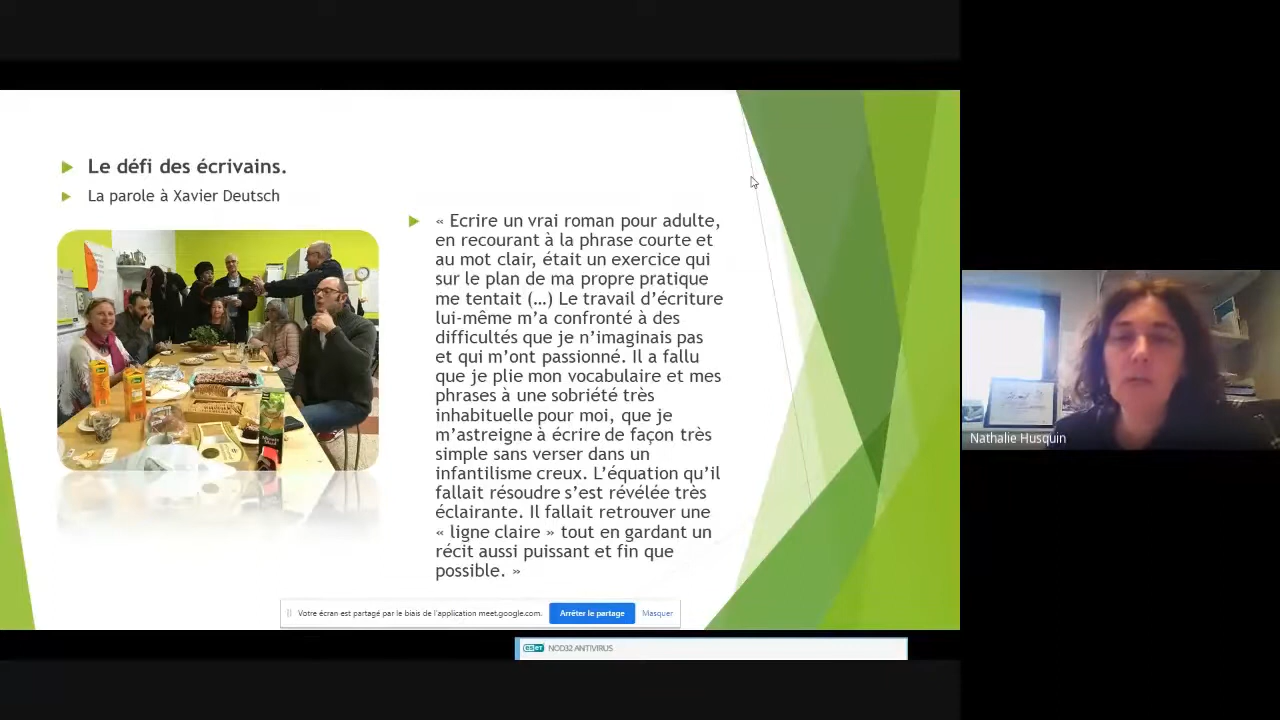 Le défi des écrivains.
La parole à Xavier Deutsch
« Ecrire un vrai roman pour adulte,
en recourant à la phrase courte et
au mot clair, était un exercice qui
sur le plan de ma propre pratique
me tentait (…) Le travail d’écriture
lui-même m’a confronté à des
difficultés que je n’imaginais pas
et qui m’ont passionné. Il a fallu
que je plie mon vocabulaire et mes
phrases à une sobriété très
inhabituelle pour moi, que je
m’astreigne à écrire de façon très
simple sans verser dans un
infantilisme creux. L’équation qu’il
fallait résoudre s’est révélée très
éclairante. Il fallait retrouver une
« ligne claire » tout en gardant un
récit aussi puissant et fin que
possible. »
Nathalie Husquin
Votre écran est partagé par le biais de l'application meet.google.com.
Arrêter le partage
Masquer
eset NOD32 ANTIVIRUS